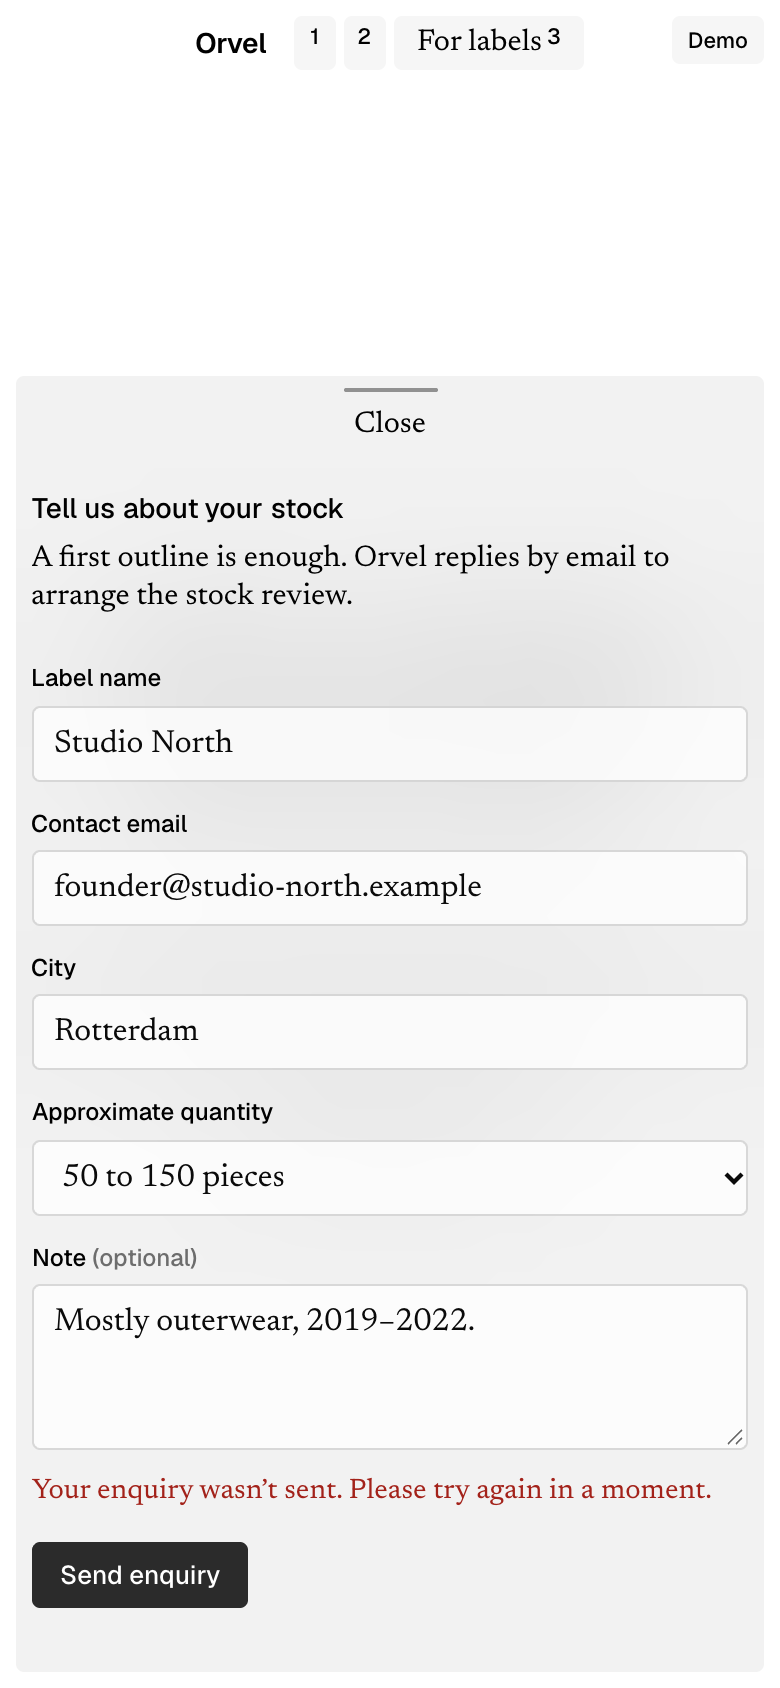 Orvel
1
2
For labels 3
Demo
Close
Tell us about your stock
A first outline is enough. Orvel replies by email to
arrange the stock review.
Label name
Studio North
Contact email
founder@studio-north.example
City
Rotterdam
Approximate quantity
50 to 150 pieces
Note (optional)
Mostly outerwear, 2019–2022.
Your enquiry wasn’t sent. Please try again in a moment.
Send enquiry